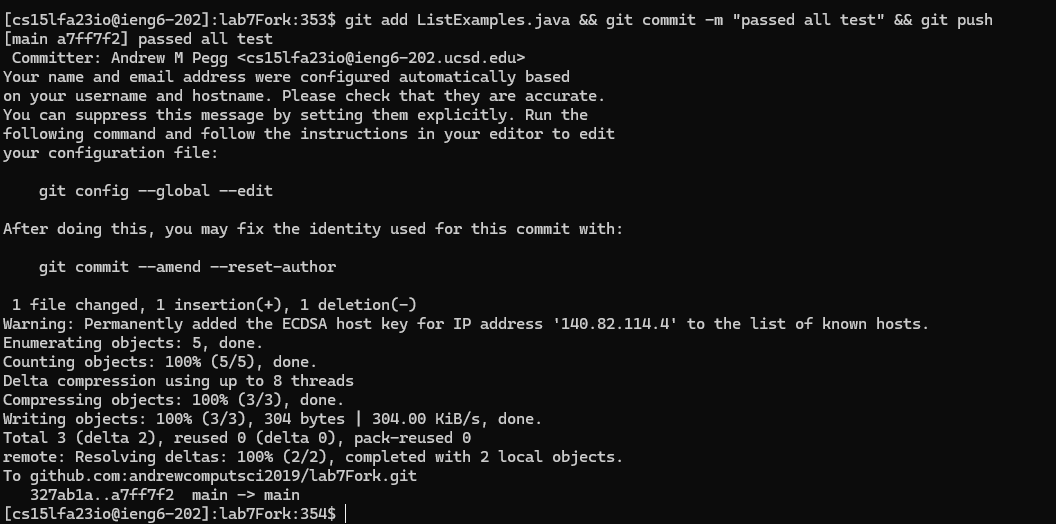 [cs15lfa23io@ieng6-202]:lab7Fork:353$ git add ListExamples.java && git commit -m "passed all test" && git push
[main a7ff7f2] passed all test
 Committer: Andrew M Pegg <cs15lfa23io@ieng6-202.ucsd.edu>
Your name and email address were configured automatically based
on your username and hostname. Please check that they are accurate.
You can suppress this message by setting them explicitly. Run the
following command and follow the instructions in your editor to edit
your configuration file:

    git config --global --edit

After doing this, you may fix the identity used for this commit with:

    git commit --amend --reset-author

 1 file changed, 1 insertion(+), 1 deletion(-)
Warning: Permanently added the ECDSA host key for IP address '140.82.114.4' to the list of known hosts.
Enumerating objects: 5, done.
Counting objects: 100% (5/5), done.
Delta compression using up to 8 threads
Compressing objects: 100% (3/3), done.
Writing objects: 100% (3/3), 304 bytes | 304.00 KiB/s, done.
Total 3 (delta 2), reused 0 (delta 0), pack-reused 0
remote: Resolving deltas: 100% (2/2), completed with 2 local objects.
To github.com:andrewcomputsci2019/lab7Fork.git
   327ab1a..a7ff7f2  main -> main
[cs15lfa23io@ieng6-202]:lab7Fork:354$